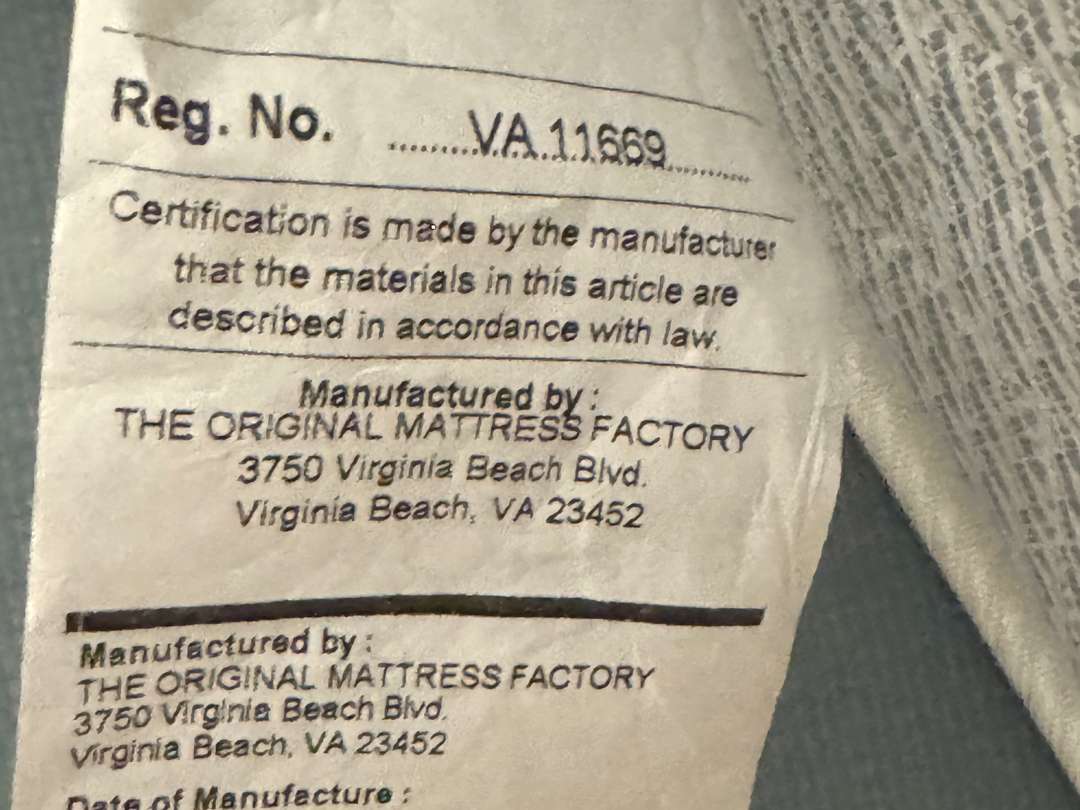 Reg. No. VA 11669
Certification is made by the manufacturer
that the materials in this article are
described in accordance with law.
Manufactured by :
THE ORIGINAL MATTRESS FACTORY
3750 Virginia Beach Blvd.
Virginia Beach, VA 23452
Manufactured by :
THE ORIGINAL MATTRESS FACTORY
3750 Virginia Beach Blvd.
Virginia Beach, VA 23452
Date of Manufacture :